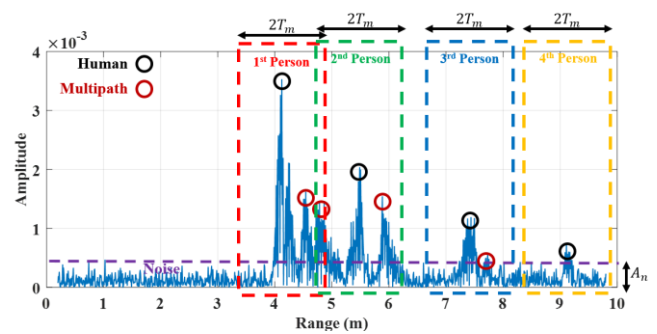 2Tₘ 2Tₘ 2Tₘ 2Tₘ
×10⁻³
4
3
2
1
0
Amplitude
Human
Multipath
1ˢᵗ Person
2ⁿᵈ Person
3ʳᵈ Person
4ᵗʰ Person
Noise
Aₙ
0 1 2 3 4 5 6 7 8 9 10
Range (m)